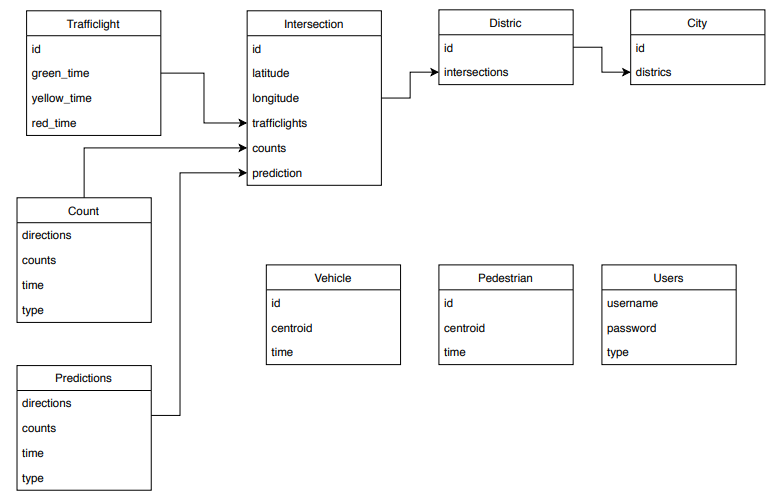 Trafficlight
id
green_time
yellow_time
red_time
Intersection
id
latitude
longitude
trafficlights
counts
prediction
Distric
id
intersections
City
id
districs
Count
directions
counts
time
type
Vehicle
id
centroid
time
Pedestrian
id
centroid
time
Users
username
password
type
Predictions
directions
counts
time
type